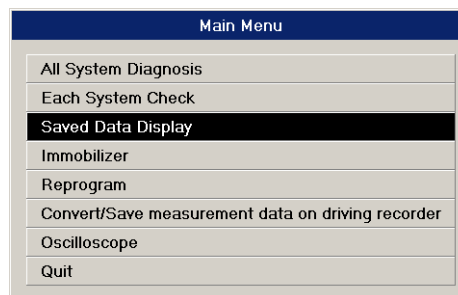 Main Menu
All System Diagnosis
Each System Check
Saved Data Display
Immobilizer
Reprogram
Convert/Save measurement data on driving recorder
Oscilloscope
Quit